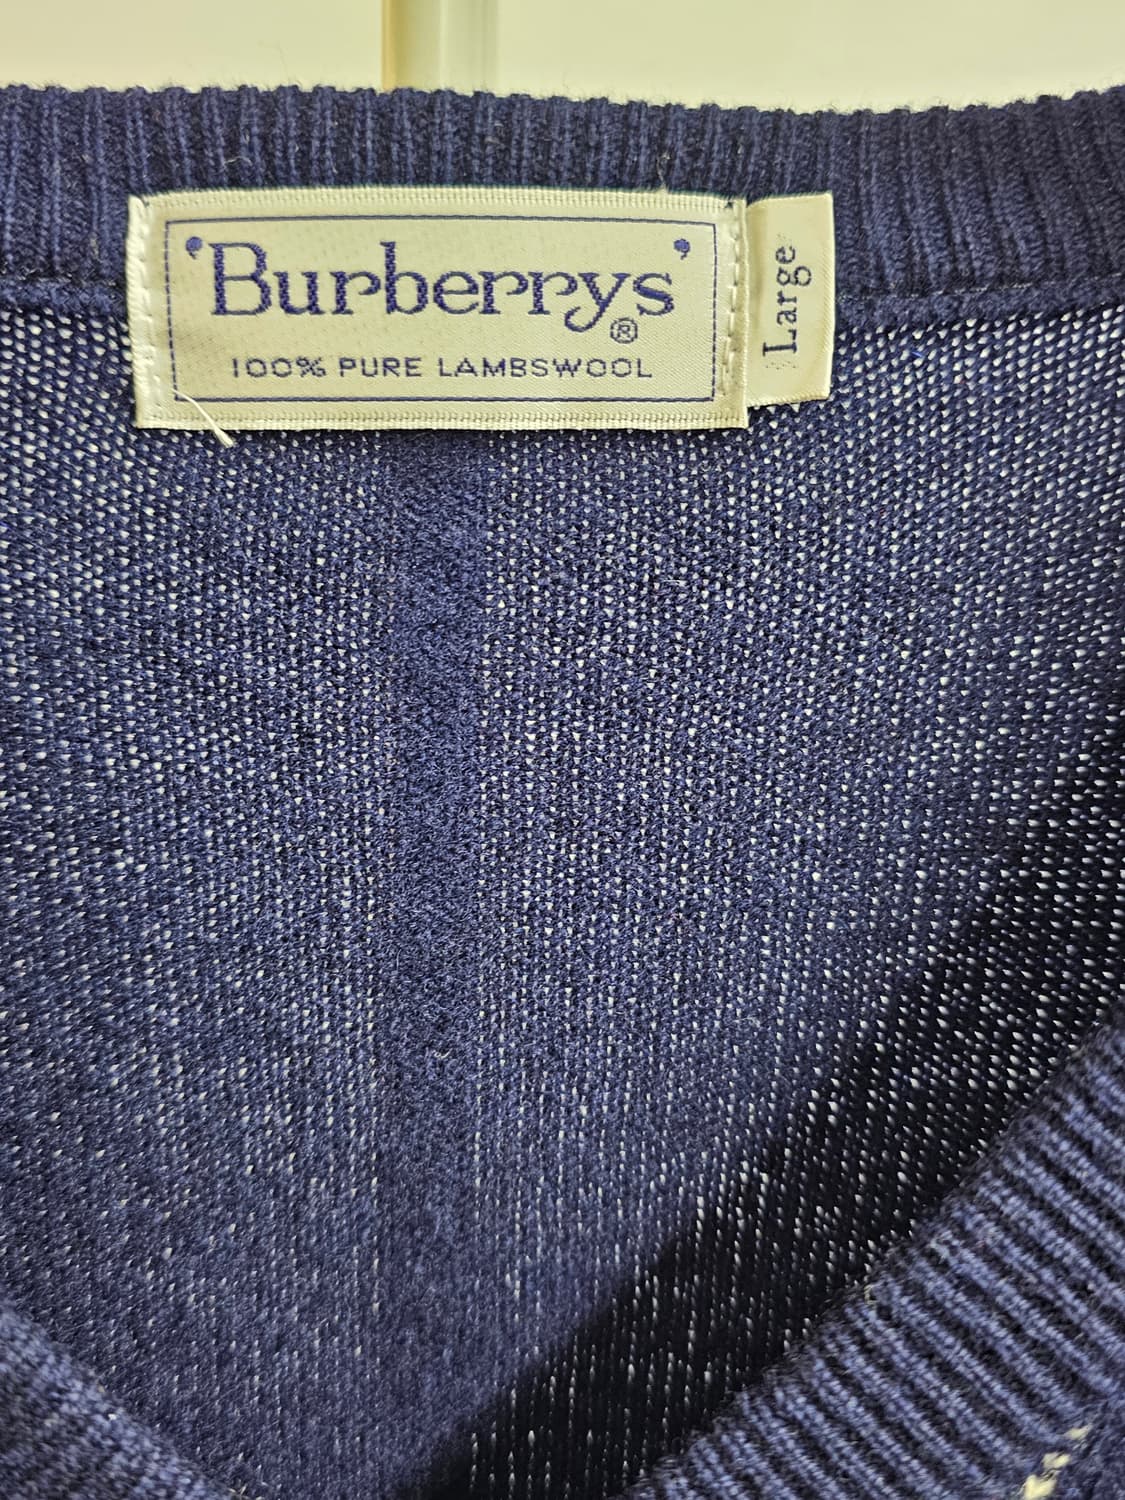 'Burberrys'
®
100% PURE LAMBSWOOL
Large